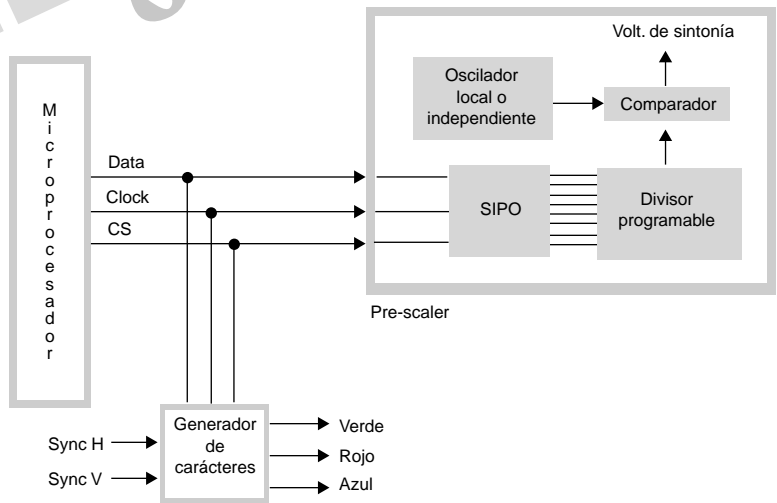 Volt. de sintonía
Oscilador
local o
independiente
Comparador
Microprocesador
Data
Clock
CS
SIPO
Divisor
programable
Pre-scaler
Generador
de
carácteres
Sync H
Sync V
Verde
Rojo
Azul